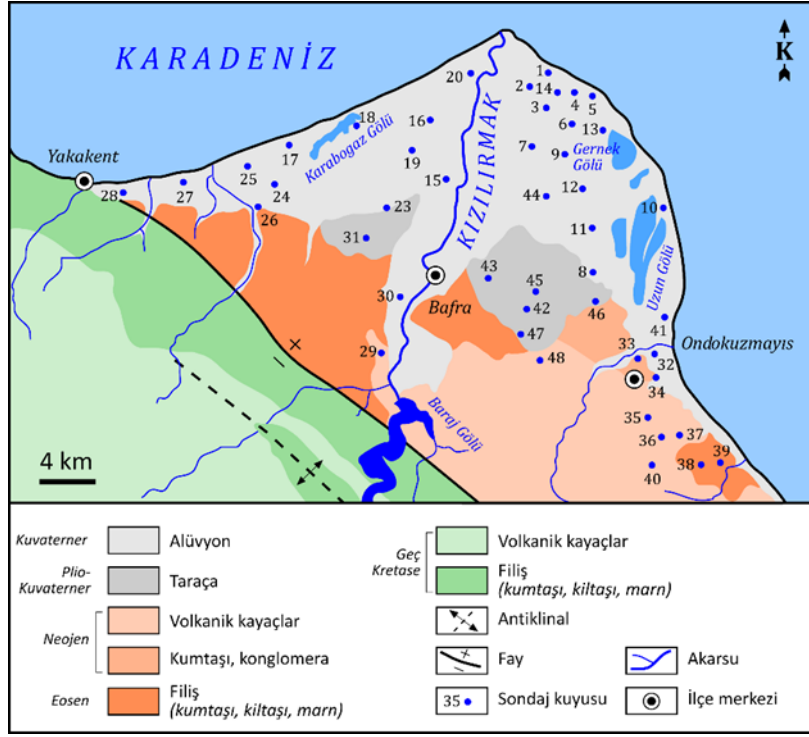 KARADENİZ
K
Yakakent
Karabogaz Gölü
KIZILIRMAK
Gernek
Gölü
Uzun Gölü
Bafra
Ondokuzmayıs
Baraj Gölü
4 km
1
2
14
3
4
5
6
13
7
9
12
44
10
11
8
20
16
18
17
19
15
25
24
27
28
26
23
31
30
29
43
45
42
46
47
48
41
33
32
34
35
36
37
38
39
40
Kuvaterner
Alüvyon
Plio-
Kuvaterner
Taraça
Neojen
Volkanik kayaçlar
Kumtaşı, konglomera
Eosen
Filiş
(kumtaşı, kiltaşı, marn)
Geç
Kretase
Volkanik kayaçlar
Filiş
(kumtaşı, kiltaşı, marn)
Antiklinal
Fay
Akarsu
35
Sondaj kuyusu
İlçe merkezi